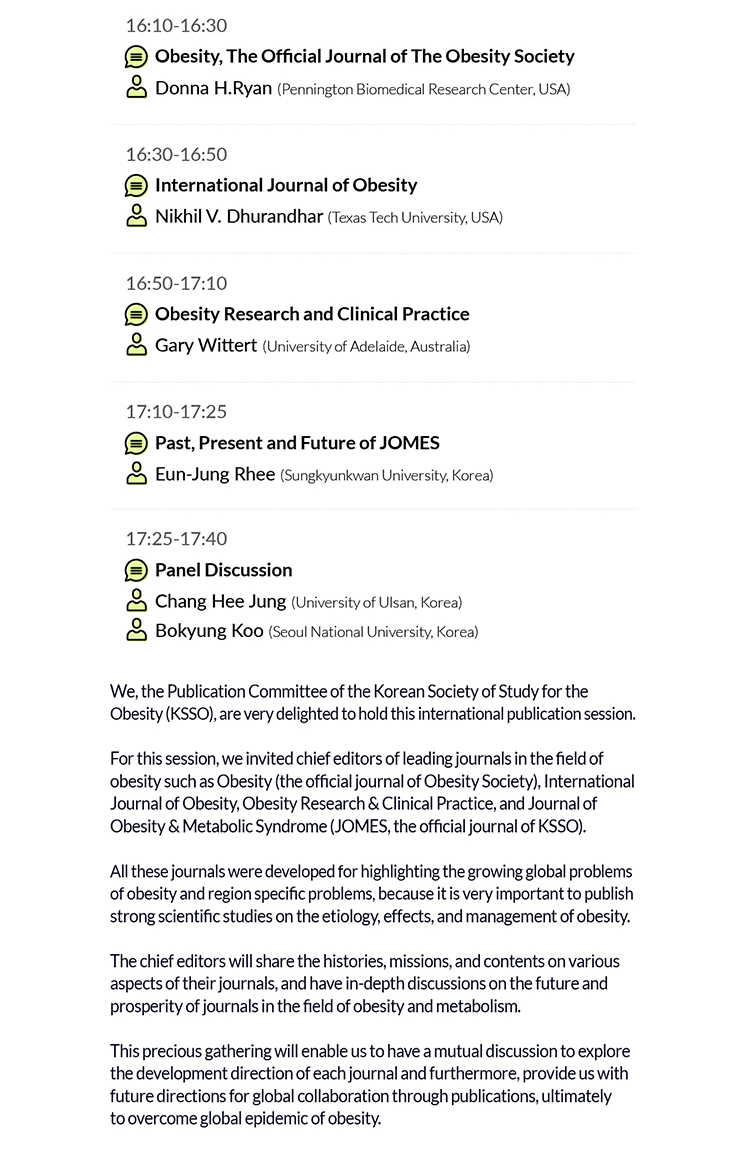 16:10-16:30
Obesity, The Official Journal of The Obesity Society
Donna H.Ryan (Pennington Biomedical Research Center, USA)
16:30-16:50
International Journal of Obesity
Nikhil V. Dhurandhar (Texas Tech University, USA)
16:50-17:10
Obesity Research and Clinical Practice
Gary Wittert (University of Adelaide, Australia)
17:10-17:25
Past, Present and Future of JOMES
Eun-Jung Rhee (Sungkyunkwan University, Korea)
17:25-17:40
Panel Discussion
Chang Hee Jung (University of Ulsan, Korea)
Bokyung Koo (Seoul National University, Korea)
We, the Publication Committee of the Korean Society of Study for the
Obesity (KSSO), are very delighted to hold this international publication session.
For this session, we invited chief editors of leading journals in the field of
obesity such as Obesity (the official journal of Obesity Society), International
Journal of Obesity, Obesity Research & Clinical Practice, and Journal of
Obesity & Metabolic Syndrome (JOMES, the official journal of KSSO).
All these journals were developed for highlighting the growing global problems
of obesity and region specific problems, because it is very important to publish
strong scientific studies on the etiology, effects, and management of obesity.
The chief editors will share the histories, missions, and contents on various
aspects of their journals, and have in-depth discussions on the future and
prosperity of journals in the field of obesity and metabolism.
This precious gathering will enable us to have a mutual discussion to explore
the development direction of each journal and furthermore, provide us with
future directions for global collaboration through publications, ultimately
to overcome global epidemic of obesity.